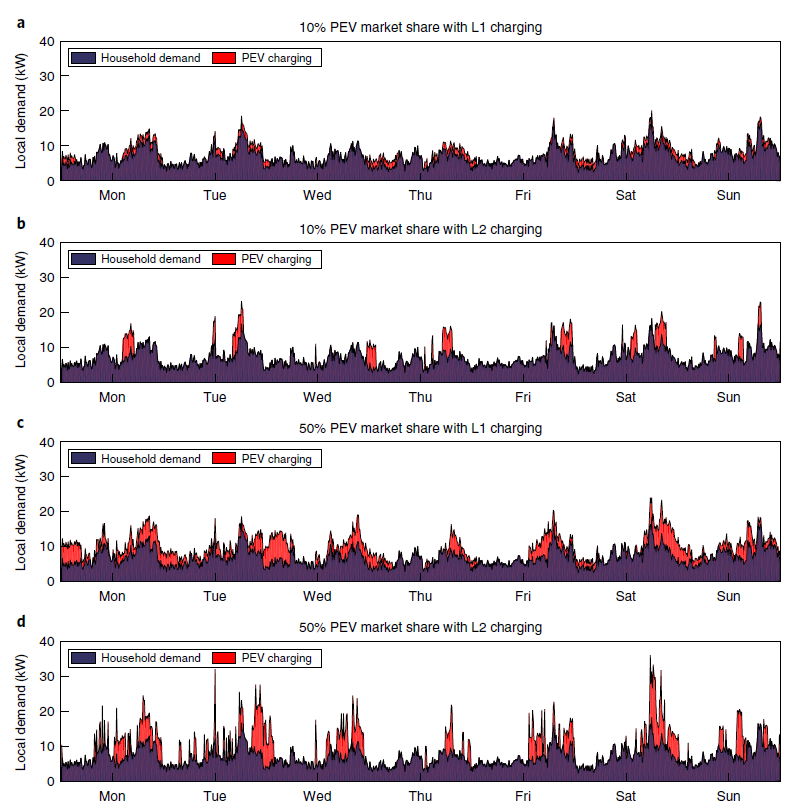 a
10% PEV market share with L1 charging
40
30
20
10
0
Local demand (kW)
Household demand PEV charging
Mon Tue Wed Thu Fri Sat Sun
b
10% PEV market share with L2 charging
40
30
20
10
0
Local demand (kW)
Household demand PEV charging
Mon Tue Wed Thu Fri Sat Sun
c
50% PEV market share with L1 charging
40
30
20
10
0
Local demand (kW)
Household demand PEV charging
Mon Tue Wed Thu Fri Sat Sun
d
50% PEV market share with L2 charging
40
30
20
10
0
Local demand (kW)
Household demand PEV charging
Mon Tue Wed Thu Fri Sat Sun